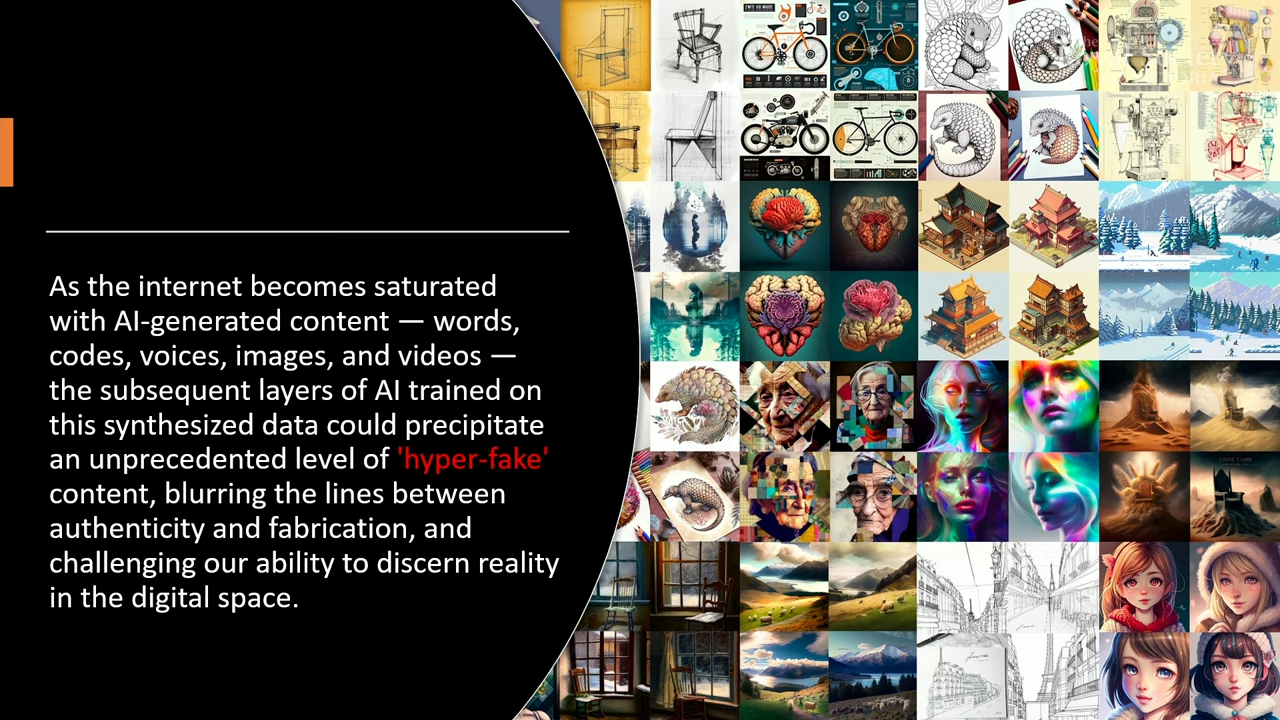 As the internet becomes saturated
with AI-generated content — words,
codes, voices, images, and videos —
the subsequent layers of AI trained on
this synthesized data could precipitate
an unprecedented level of 'hyper-fake'
content, blurring the lines between
authenticity and fabrication, and
challenging our ability to discern reality
in the digital space.